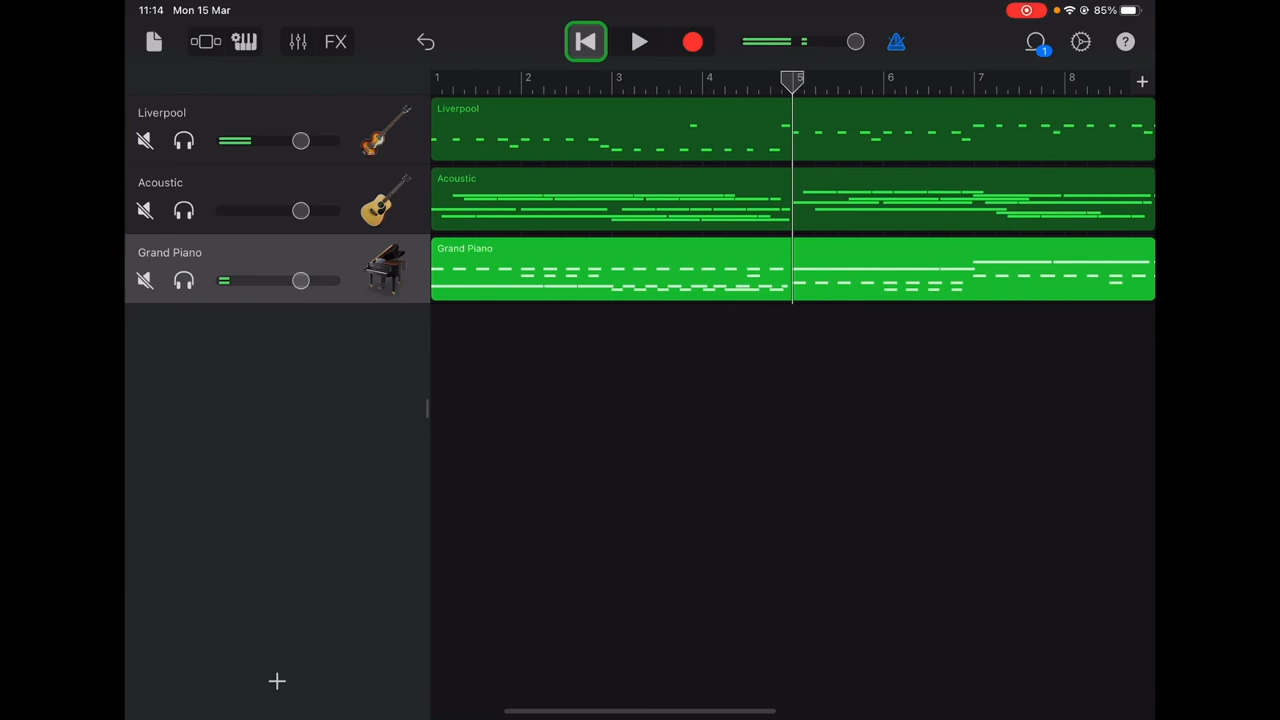 11:14 Mon 15 Mar 85%
FX 1 ?
1 2 3 4 5 6 7 8 +
Liverpool
Liverpool
Acoustic
Acoustic
Grand Piano
Grand Piano
+